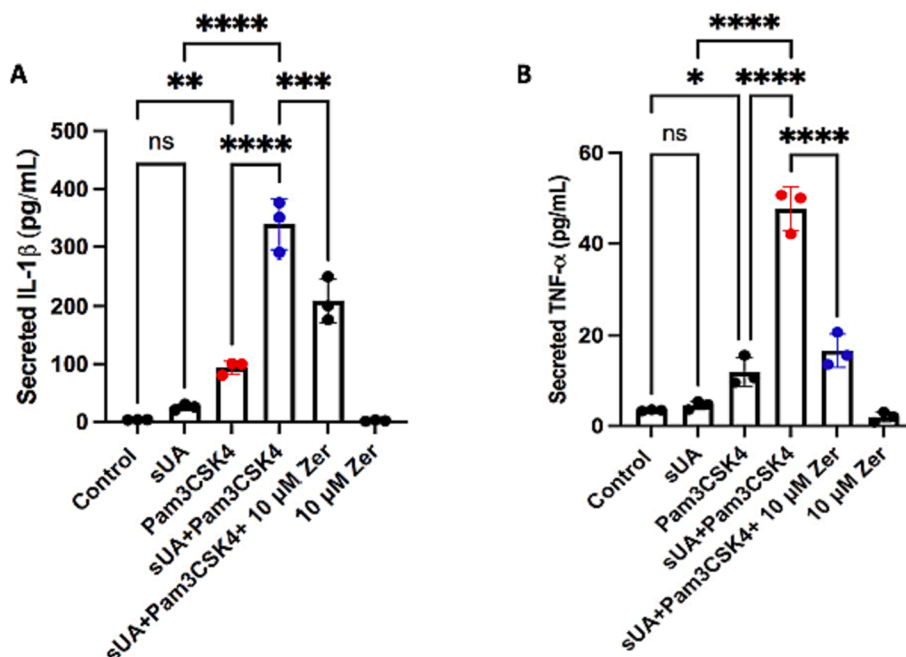 A
****
**
***
ns
****
Secreted IL-1β (pg/mL)
500
400
300
200
100
0
Control
sUA
Pam3CSK4
sUA+Pam3CSK4
sUA+Pam3CSK4+ 10 µM Zer
10 µM Zer
B
****
*
****
ns
****
Secreted TNF-α (pg/mL)
60
40
20
0
Control
sUA
Pam3CSK4
sUA+Pam3CSK4
sUA+Pam3CSK4+ 10 µM Zer
10 µM Zer